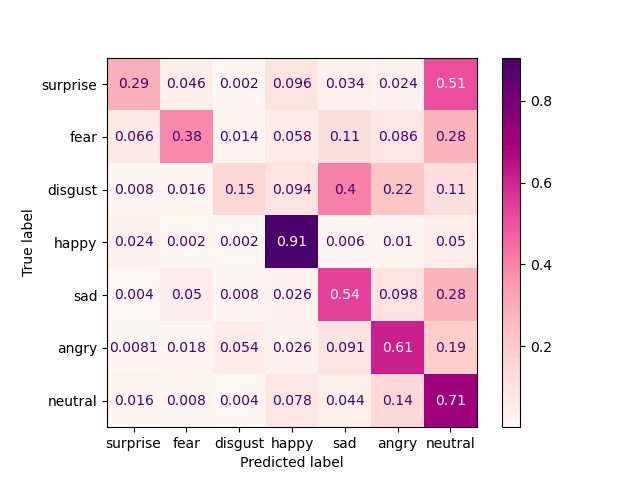 surprise 0.29 0.046 0.002 0.096 0.034 0.024 0.51
fear 0.066 0.38 0.014 0.058 0.11 0.086 0.28
disgust 0.008 0.016 0.15 0.094 0.4 0.22 0.11
happy 0.024 0.002 0.002 0.91 0.006 0.01 0.05
sad 0.004 0.05 0.008 0.026 0.54 0.098 0.28
angry 0.0081 0.018 0.054 0.026 0.091 0.61 0.19
neutral 0.016 0.008 0.004 0.078 0.044 0.14 0.71
surprise fear disgust happy sad angry neutral
Predicted label
True label
0.8
0.6
0.4
0.2